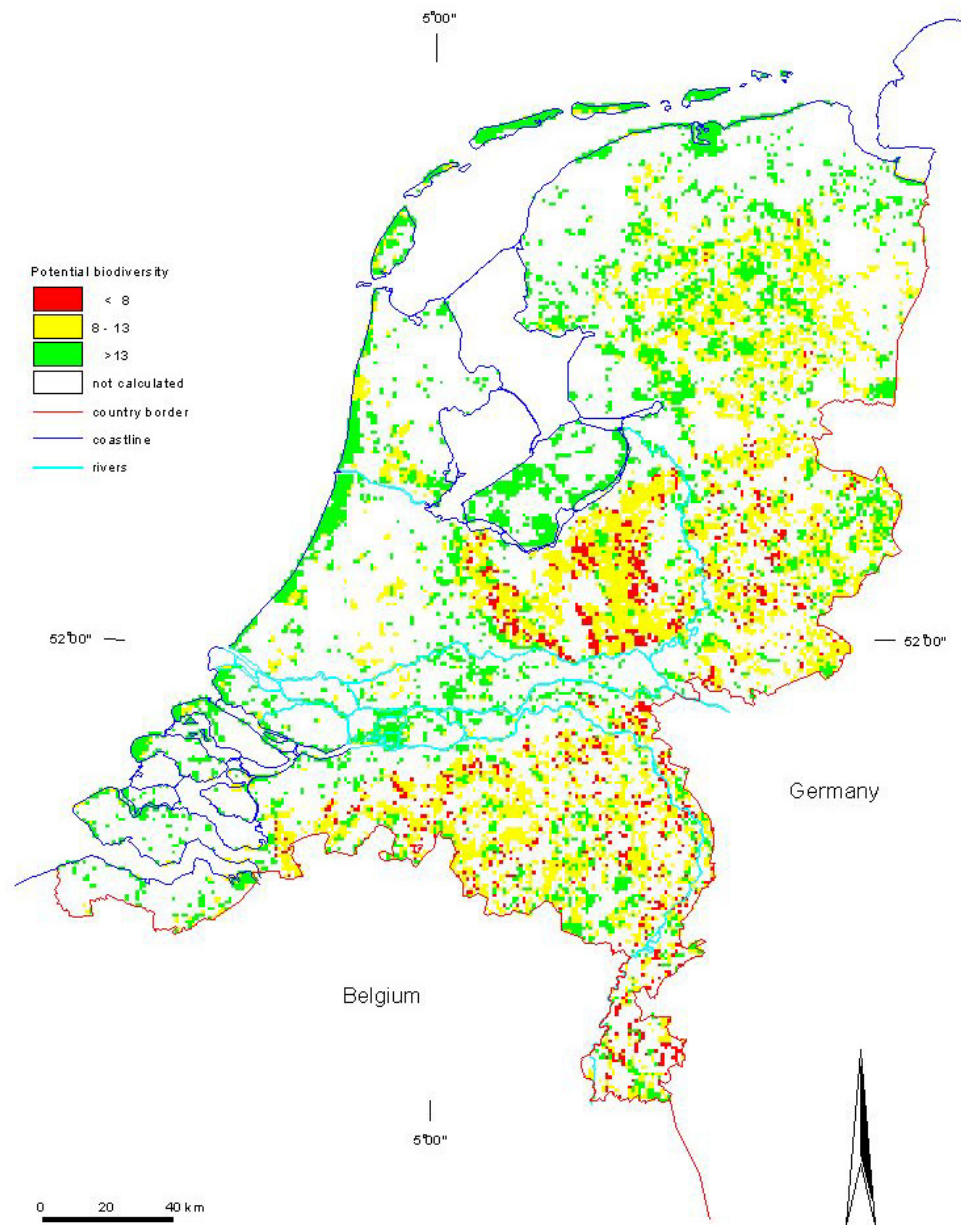 5°00"
Potential biodiversity
< 8
8 - 13
>13
not calculated
country border
coastline
rivers
52°00"
52°00"
Germany
Belgium
5°00"
0 20 40 km